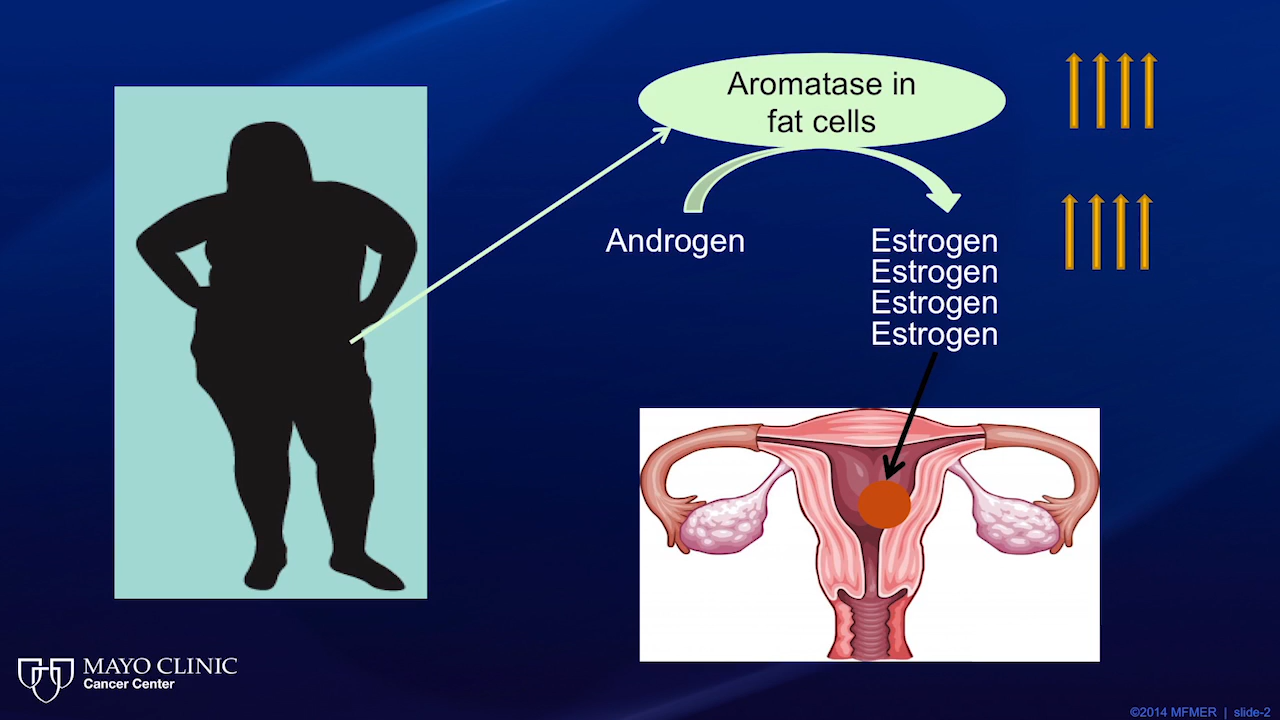 Aromatase in
fat cells
Androgen
Estrogen
Estrogen
Estrogen
Estrogen
MAYO CLINIC
Cancer Center
©2014 MFMER | slide-2